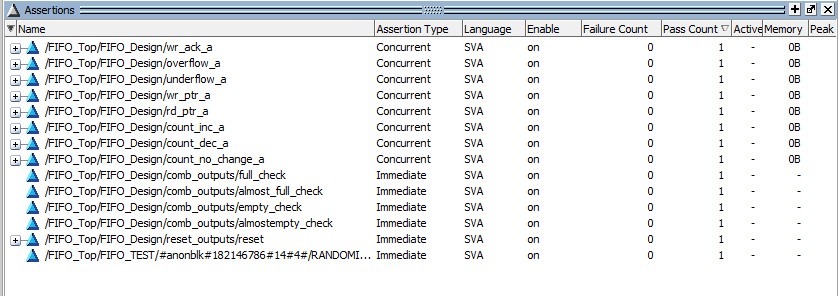 Assertions
Name Assertion Type Language Enable Failure Count Pass Count Active Memory Peak
/FIFO_Top/FIFO_Design/wr_ack_a Concurrent SVA on 0 1 - 0B
/FIFO_Top/FIFO_Design/overflow_a Concurrent SVA on 0 1 - 0B
/FIFO_Top/FIFO_Design/underflow_a Concurrent SVA on 0 1 - 0B
/FIFO_Top/FIFO_Design/wr_ptr_a Concurrent SVA on 0 1 - 0B
/FIFO_Top/FIFO_Design/rd_ptr_a Concurrent SVA on 0 1 - 0B
/FIFO_Top/FIFO_Design/count_inc_a Concurrent SVA on 0 1 - 0B
/FIFO_Top/FIFO_Design/count_dec_a Concurrent SVA on 0 1 - 0B
/FIFO_Top/FIFO_Design/count_no_change_a Concurrent SVA on 0 1 - 0B
/FIFO_Top/FIFO_Design/comb_outputs/full_check Immediate SVA on 0 1 - -
/FIFO_Top/FIFO_Design/comb_outputs/almost_full_check Immediate SVA on 0 1 - -
/FIFO_Top/FIFO_Design/comb_outputs/empty_check Immediate SVA on 0 1 - -
/FIFO_Top/FIFO_Design/comb_outputs/almostempty_check Immediate SVA on 0 1 - -
/FIFO_Top/FIFO_Design/reset_outputs/reset Immediate SVA on 0 1 - -
/FIFO_Top/FIFO_TEST/#anonblk#182146786#14#4#/RANDOMI... Immediate SVA on 0 1 - -